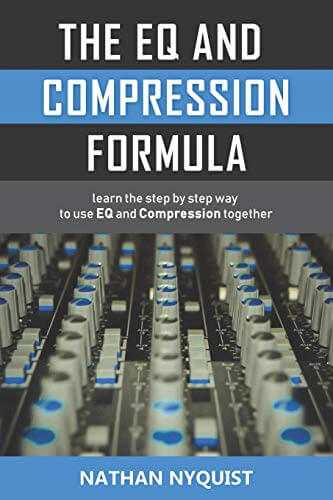 THE EQ AND
COMPRESSION
FORMULA
learn the step by step way
to use EQ and Compression together
NATHAN NYQUIST